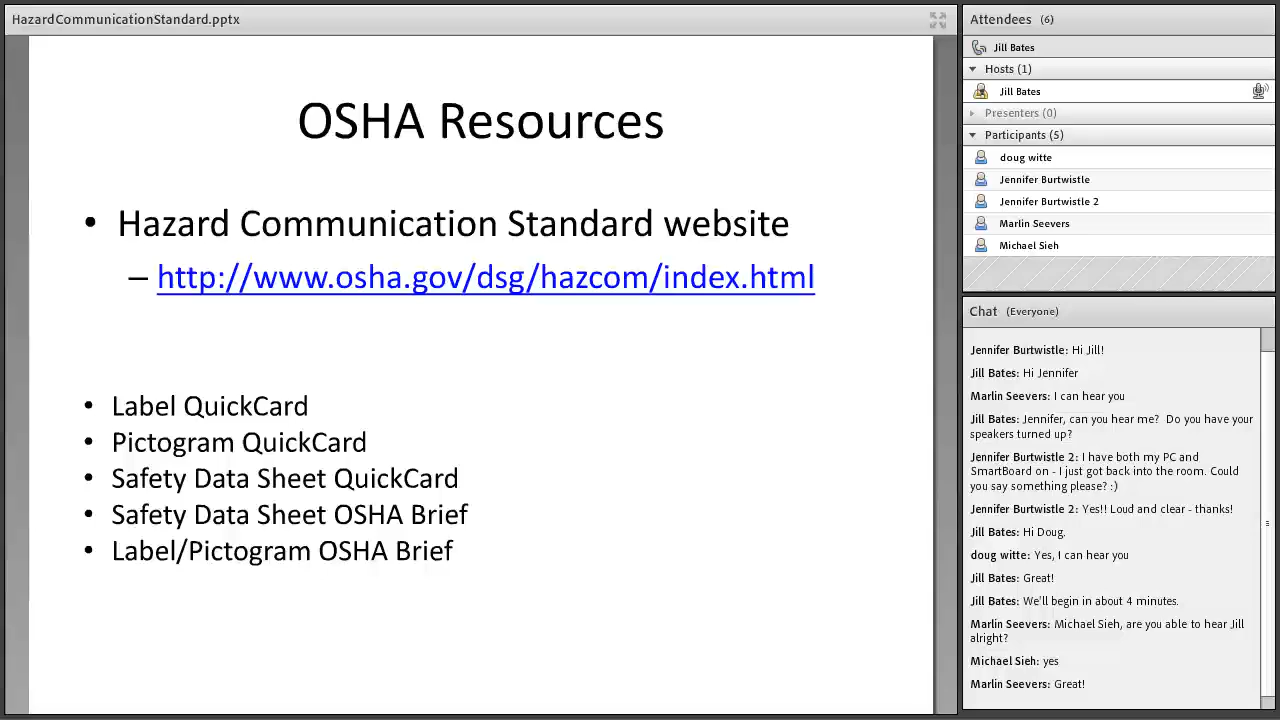 HazardCommunicationStandard.pptx
OSHA Resources
• Hazard Communication Standard website
– http://www.osha.gov/dsg/hazcom/index.html
• Label QuickCard
• Pictogram QuickCard
• Safety Data Sheet QuickCard
• Safety Data Sheet OSHA Brief
• Label/Pictogram OSHA Brief
Attendees (6)
Jill Bates
Hosts (1)
Jill Bates
Presenters (0)
Participants (5)
doug witte
Jennifer Burtwistle
Jennifer Burtwistle 2
Marlin Seevers
Michael Sieh
Chat (Everyone)
Jennifer Burtwistle: Hi Jill!
Jill Bates: Hi Jennifer
Marlin Seevers: I can hear you
Jill Bates: Jennifer, can you hear me? Do you have your
speakers turned up?
Jennifer Burtwistle 2: I have both my PC and
SmartBoard on - I just got back into the room. Could
you say something please? :)
Jennifer Burtwistle 2: Yes!! Loud and clear - thanks!
Jill Bates: Hi Doug.
doug witte: Yes, I can hear you
Jill Bates: Great!
Jill Bates: We'll begin in about 4 minutes.
Marlin Seevers: Michael Sieh, are you able to hear Jill
alright?
Michael Sieh: yes
Marlin Seevers: Great!